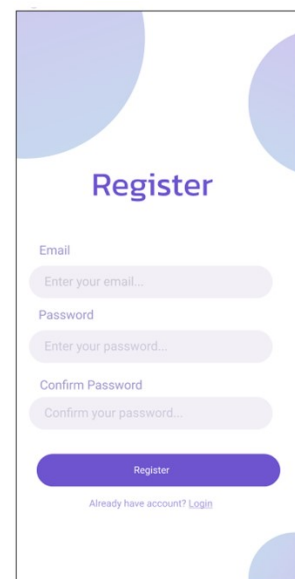 Register
Email
Enter your email...
Password
Enter your password...
Confirm Password
Confirm your password...
Register
Already have account? Login